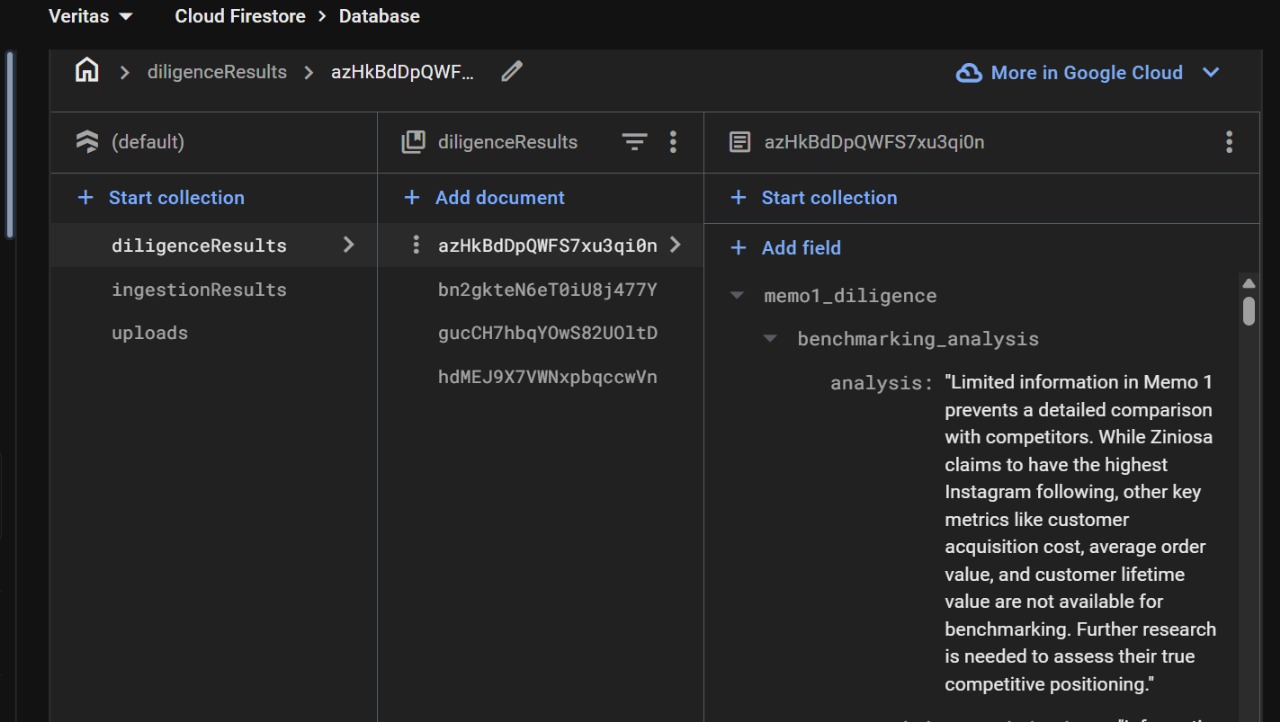 Veritas
Cloud Firestore > Database
diligenceResults > azHkBdDpQWF...
More in Google Cloud
(default)
diligenceResults
azHkBdDpQWFS7xu3qi0n
+ Start collection
+ Add document
+ Start collection
diligenceResults
ingestionResults
uploads
azHkBdDpQWFS7xu3qi0n
bn2gkteN6eT0iU8j477Y
gucCH7hbqYOwS82UOltD
hdMEJ9X7VWNxpbqccwVn
+ Add field
memo1_diligence
benchmarking_analysis
analysis: "Limited information in Memo 1
prevents a detailed comparison
with competitors. While Ziniosa
claims to have the highest
Instagram following, other key
metrics like customer
acquisition cost, average order
value, and customer lifetime
value are not available for
benchmarking. Further research
is needed to assess their true
competitive positioning."